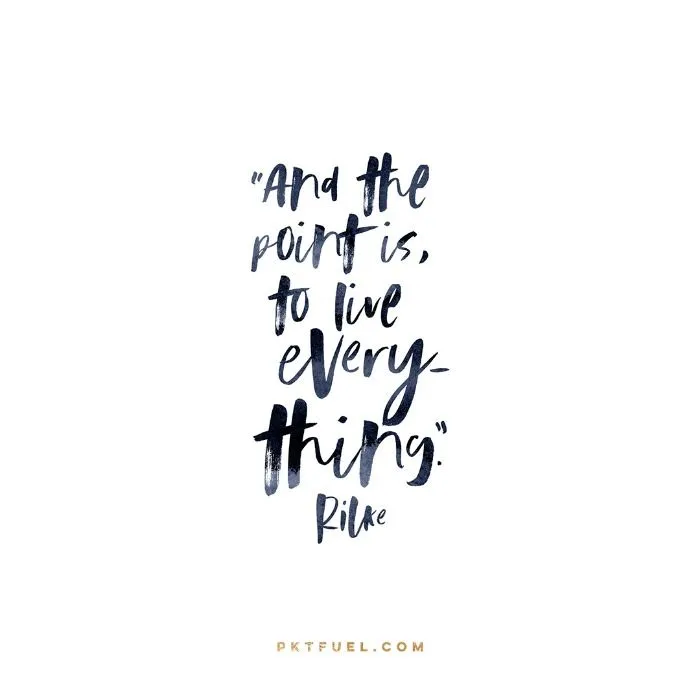 "And the
point is,
to live
every-
thing."
Rilke
PKTFUEL.COM